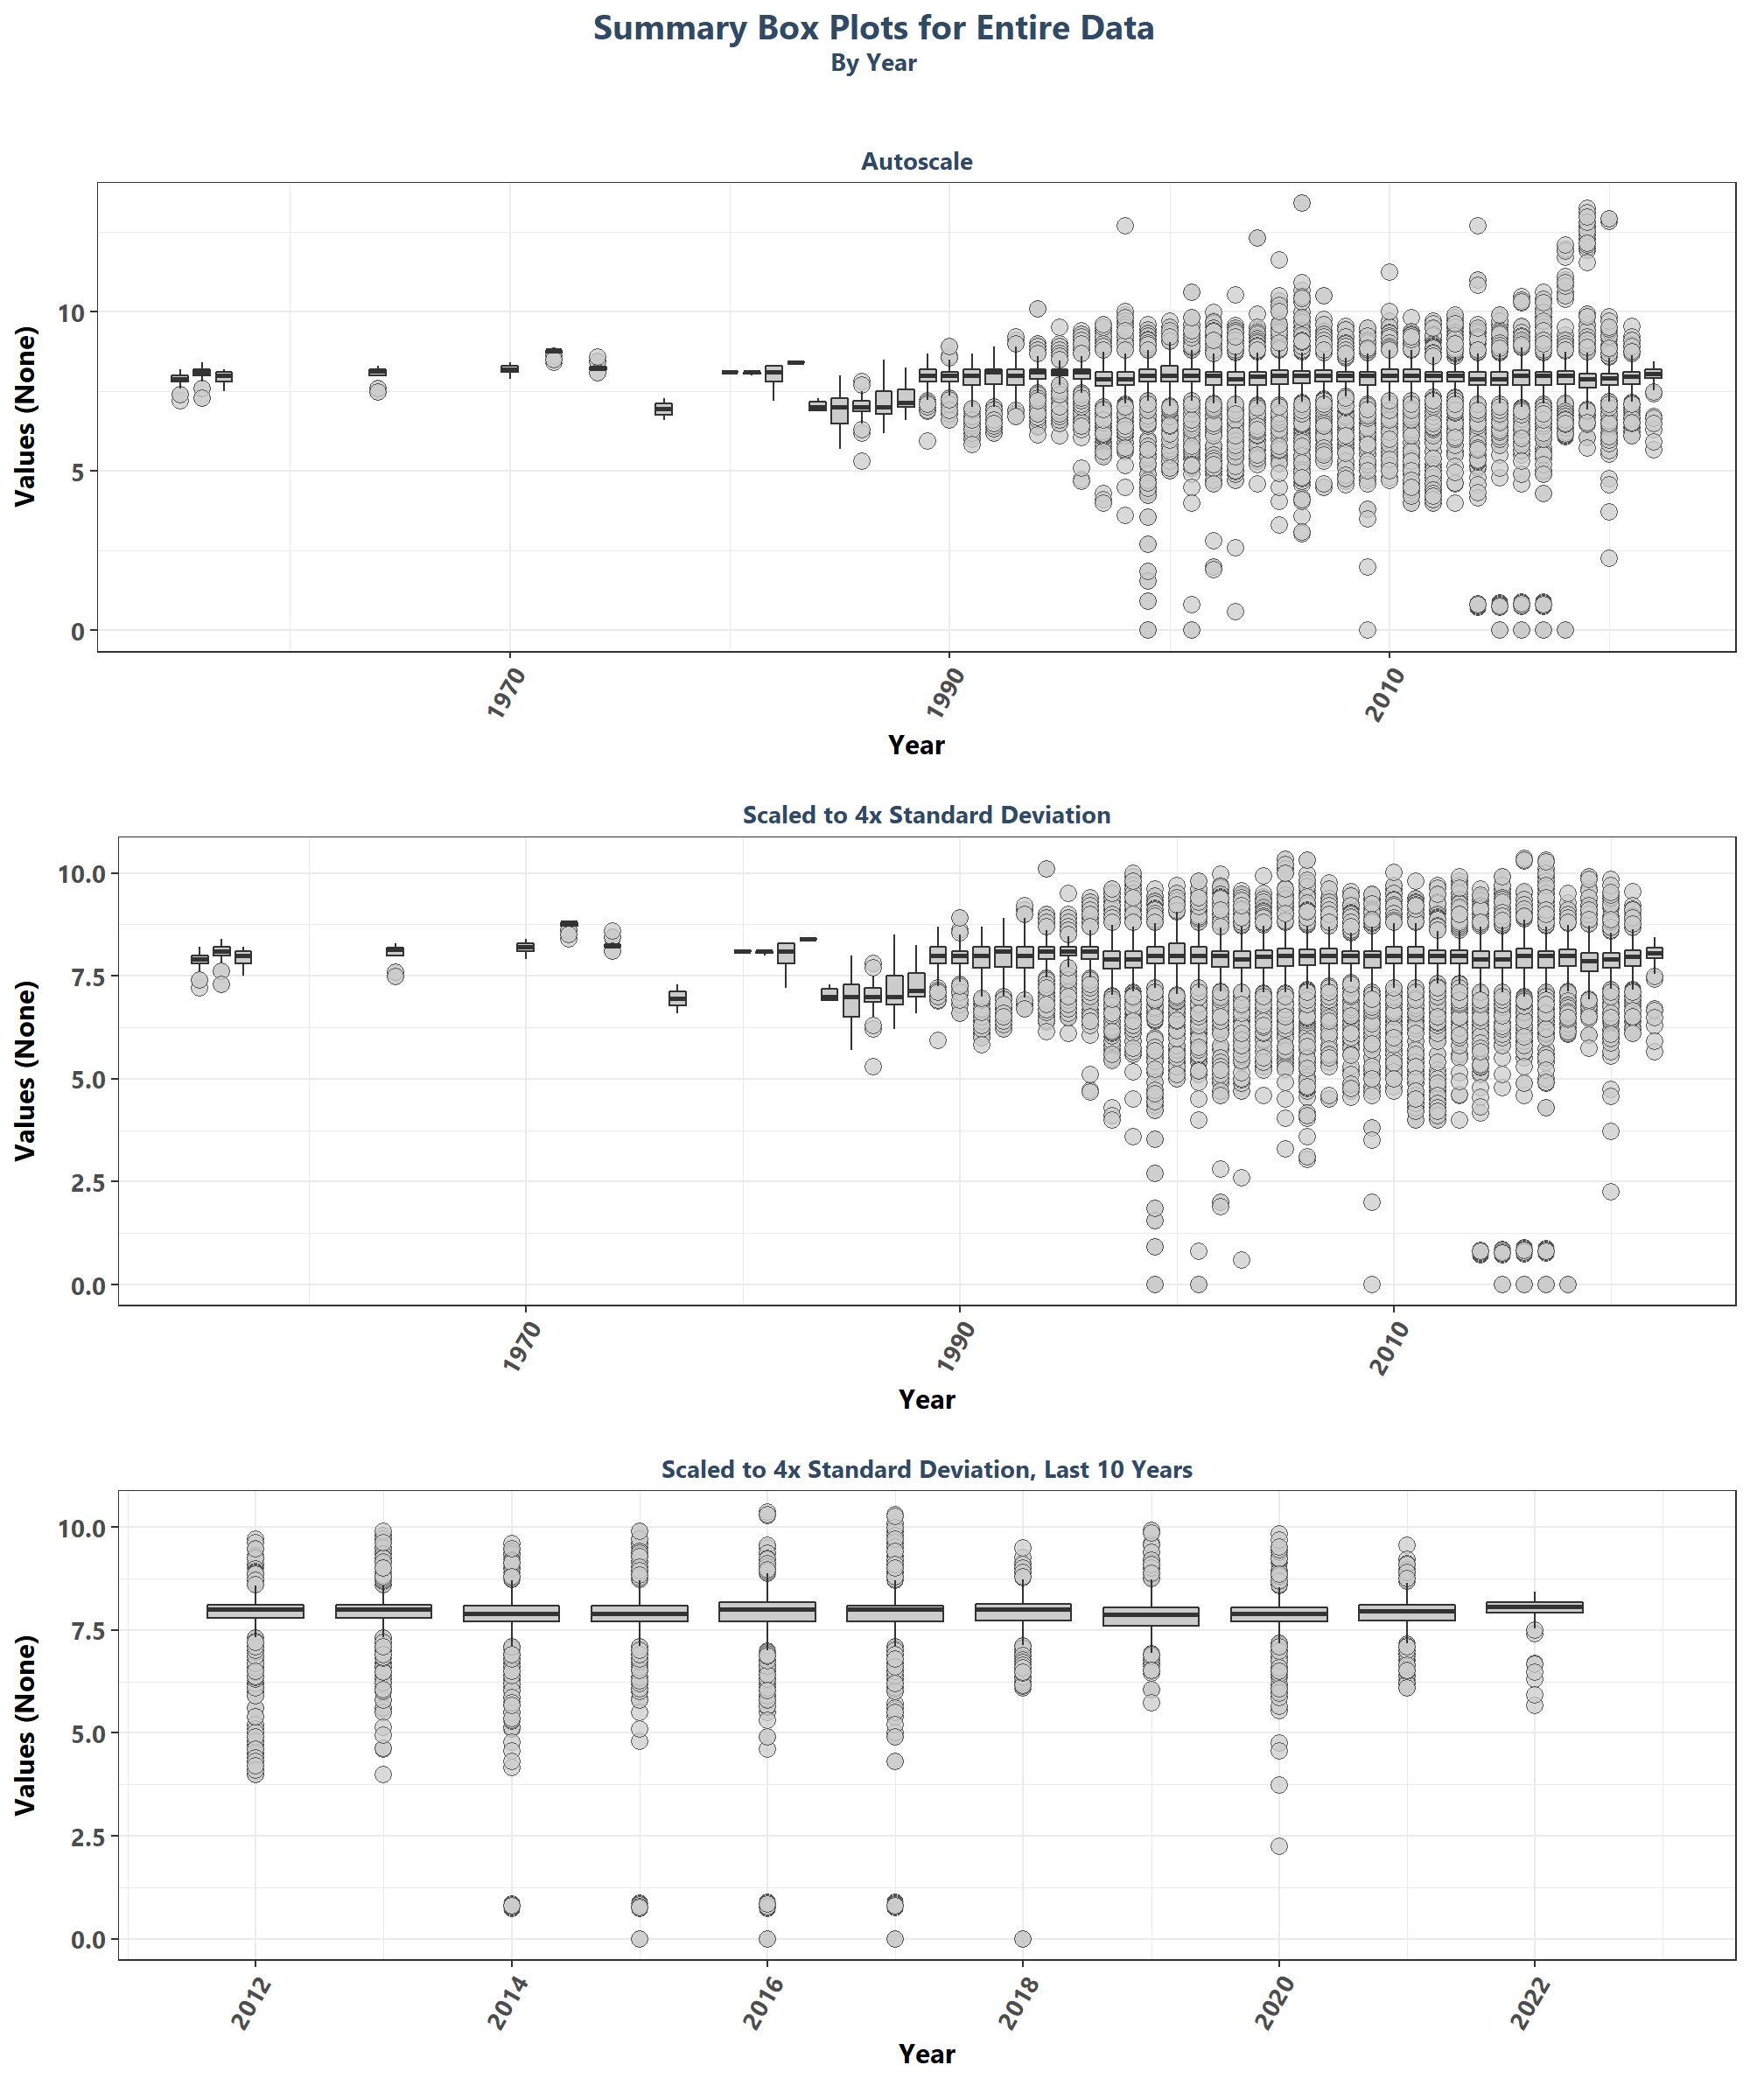 Summary Box Plots for Entire Data
By Year
Autoscale
Values (None)
10
5
0
1970
1990
2010
Year
Scaled to 4x Standard Deviation
Values (None)
10.0
7.5
5.0
2.5
0.0
1970
1990
2010
Year
Scaled to 4x Standard Deviation, Last 10 Years
Values (None)
10.0
7.5
5.0
2.5
0.0
2012
2014
2016
2018
2020
2022
Year